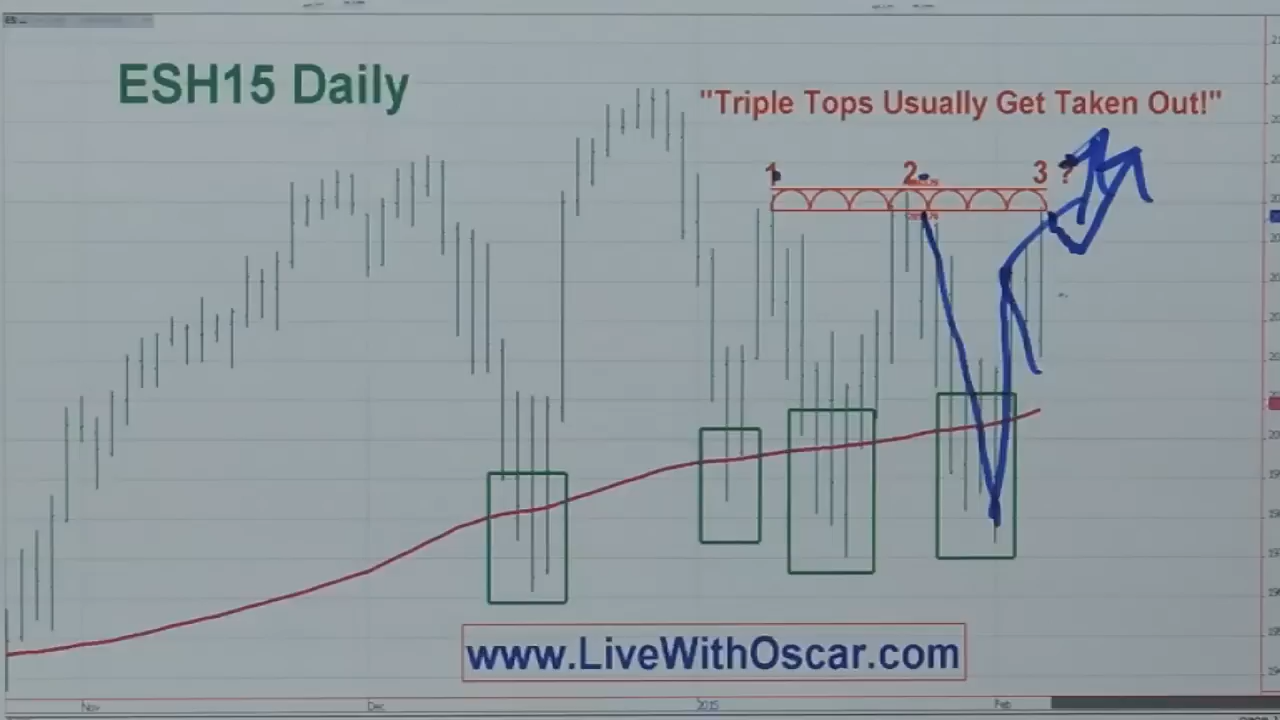 ESH15 Daily
"Triple Tops Usually Get Taken Out!"
1 2 3 ?
www.LiveWithOscar.com
Nov Dec 2015 Feb